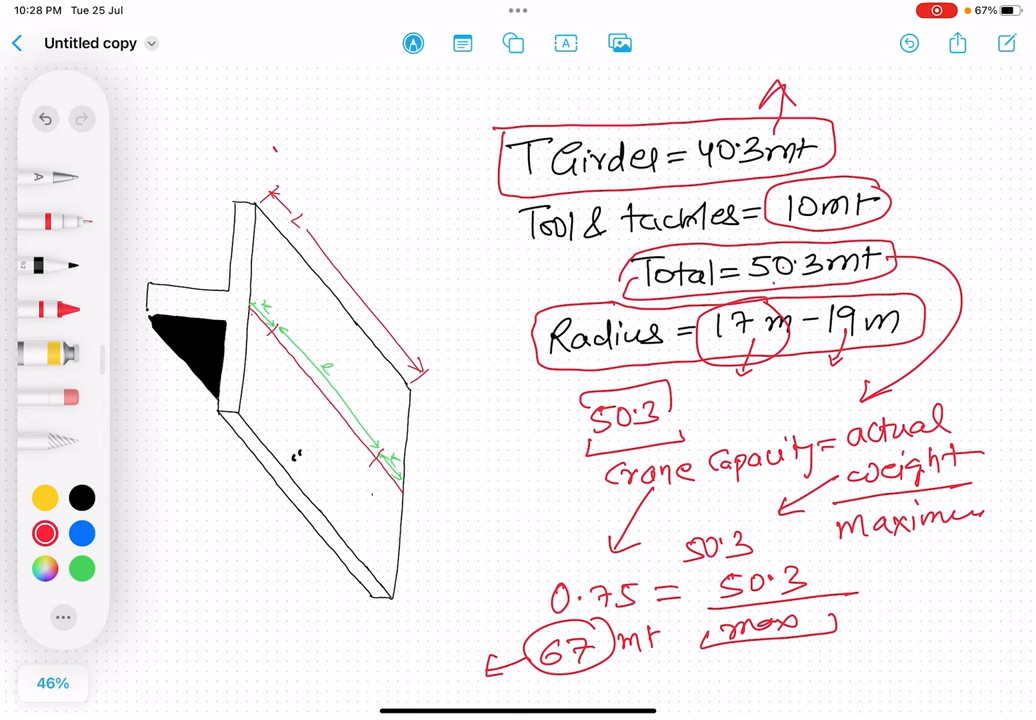 10:28 PM Tue 25 Jul
67%
Untitled copy
A
L
x
e
x
T Girder = 40.3mt
Tool & tackles = 10mt
Total = 50.3mt
Radius = 17m - 19m
50.3
Crane Capacity = actual weight
maximum
50.3
0.75 = 50.3
max
67 mt
46%